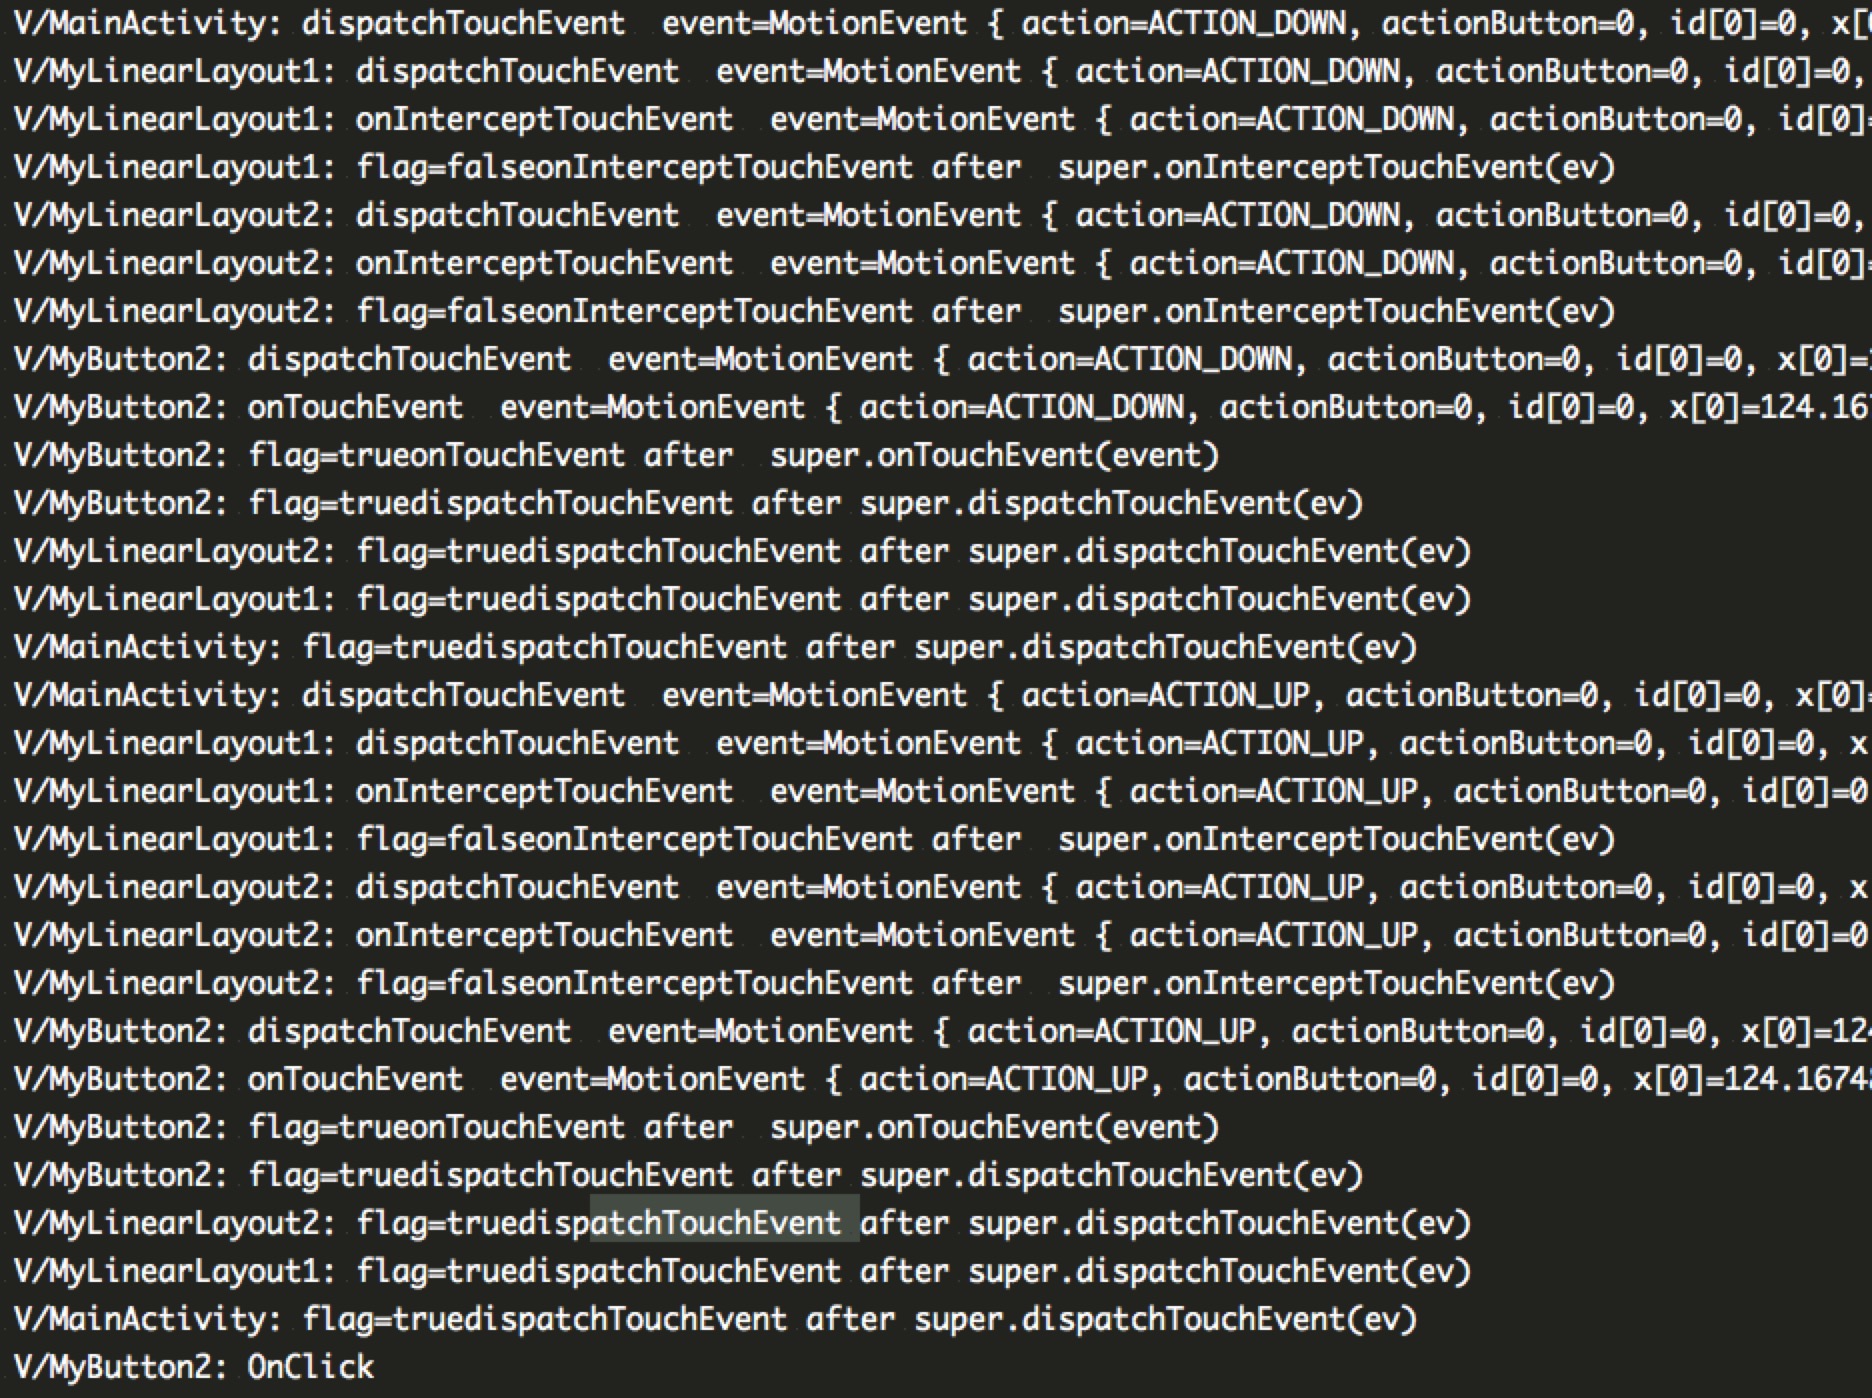 V/MainActivity: dispatchTouchEvent  event=MotionEvent { action=ACTION_DOWN, actionButton=0, id[0]=0, x[
V/MyLinearLayout1: dispatchTouchEvent  event=MotionEvent { action=ACTION_DOWN, actionButton=0, id[0]=0,
V/MyLinearLayout1: onInterceptTouchEvent  event=MotionEvent { action=ACTION_DOWN, actionButton=0, id[0]=
V/MyLinearLayout1: flag=falseonInterceptTouchEvent after  super.onInterceptTouchEvent(ev)
V/MyLinearLayout2: dispatchTouchEvent  event=MotionEvent { action=ACTION_DOWN, actionButton=0, id[0]=0,
V/MyLinearLayout2: onInterceptTouchEvent  event=MotionEvent { action=ACTION_DOWN, actionButton=0, id[0]=
V/MyLinearLayout2: flag=falseonInterceptTouchEvent after  super.onInterceptTouchEvent(ev)
V/MyButton2: dispatchTouchEvent  event=MotionEvent { action=ACTION_DOWN, actionButton=0, id[0]=0, x[0]=
V/MyButton2: onTouchEvent  event=MotionEvent { action=ACTION_DOWN, actionButton=0, id[0]=0, x[0]=124.167
V/MyButton2: flag=trueonTouchEvent after  super.onTouchEvent(event)
V/MyButton2: flag=truedispatchTouchEvent after super.dispatchTouchEvent(ev)
V/MyLinearLayout2: flag=truedispatchTouchEvent after super.dispatchTouchEvent(ev)
V/MyLinearLayout1: flag=truedispatchTouchEvent after super.dispatchTouchEvent(ev)
V/MainActivity: flag=truedispatchTouchEvent after super.dispatchTouchEvent(ev)
V/MainActivity: dispatchTouchEvent  event=MotionEvent { action=ACTION_UP, actionButton=0, id[0]=0, x[0]=
V/MyLinearLayout1: dispatchTouchEvent  event=MotionEvent { action=ACTION_UP, actionButton=0, id[0]=0, x
V/MyLinearLayout1: onInterceptTouchEvent  event=MotionEvent { action=ACTION_UP, actionButton=0, id[0]=0
V/MyLinearLayout1: flag=falseonInterceptTouchEvent after  super.onInterceptTouchEvent(ev)
V/MyLinearLayout2: dispatchTouchEvent  event=MotionEvent { action=ACTION_UP, actionButton=0, id[0]=0, x
V/MyLinearLayout2: onInterceptTouchEvent  event=MotionEvent { action=ACTION_UP, actionButton=0, id[0]=0
V/MyLinearLayout2: flag=falseonInterceptTouchEvent after  super.onInterceptTouchEvent(ev)
V/MyButton2: dispatchTouchEvent  event=MotionEvent { action=ACTION_UP, actionButton=0, id[0]=0, x[0]=124
V/MyButton2: onTouchEvent  event=MotionEvent { action=ACTION_UP, actionButton=0, id[0]=0, x[0]=124.16748
V/MyButton2: flag=trueonTouchEvent after  super.onTouchEvent(event)
V/MyButton2: flag=truedispatchTouchEvent after super.dispatchTouchEvent(ev)
V/MyLinearLayout2: flag=truedispatchTouchEvent after super.dispatchTouchEvent(ev)
V/MyLinearLayout1: flag=truedispatchTouchEvent after super.dispatchTouchEvent(ev)
V/MainActivity: flag=truedispatchTouchEvent after super.dispatchTouchEvent(ev)
V/MyButton2: OnClick